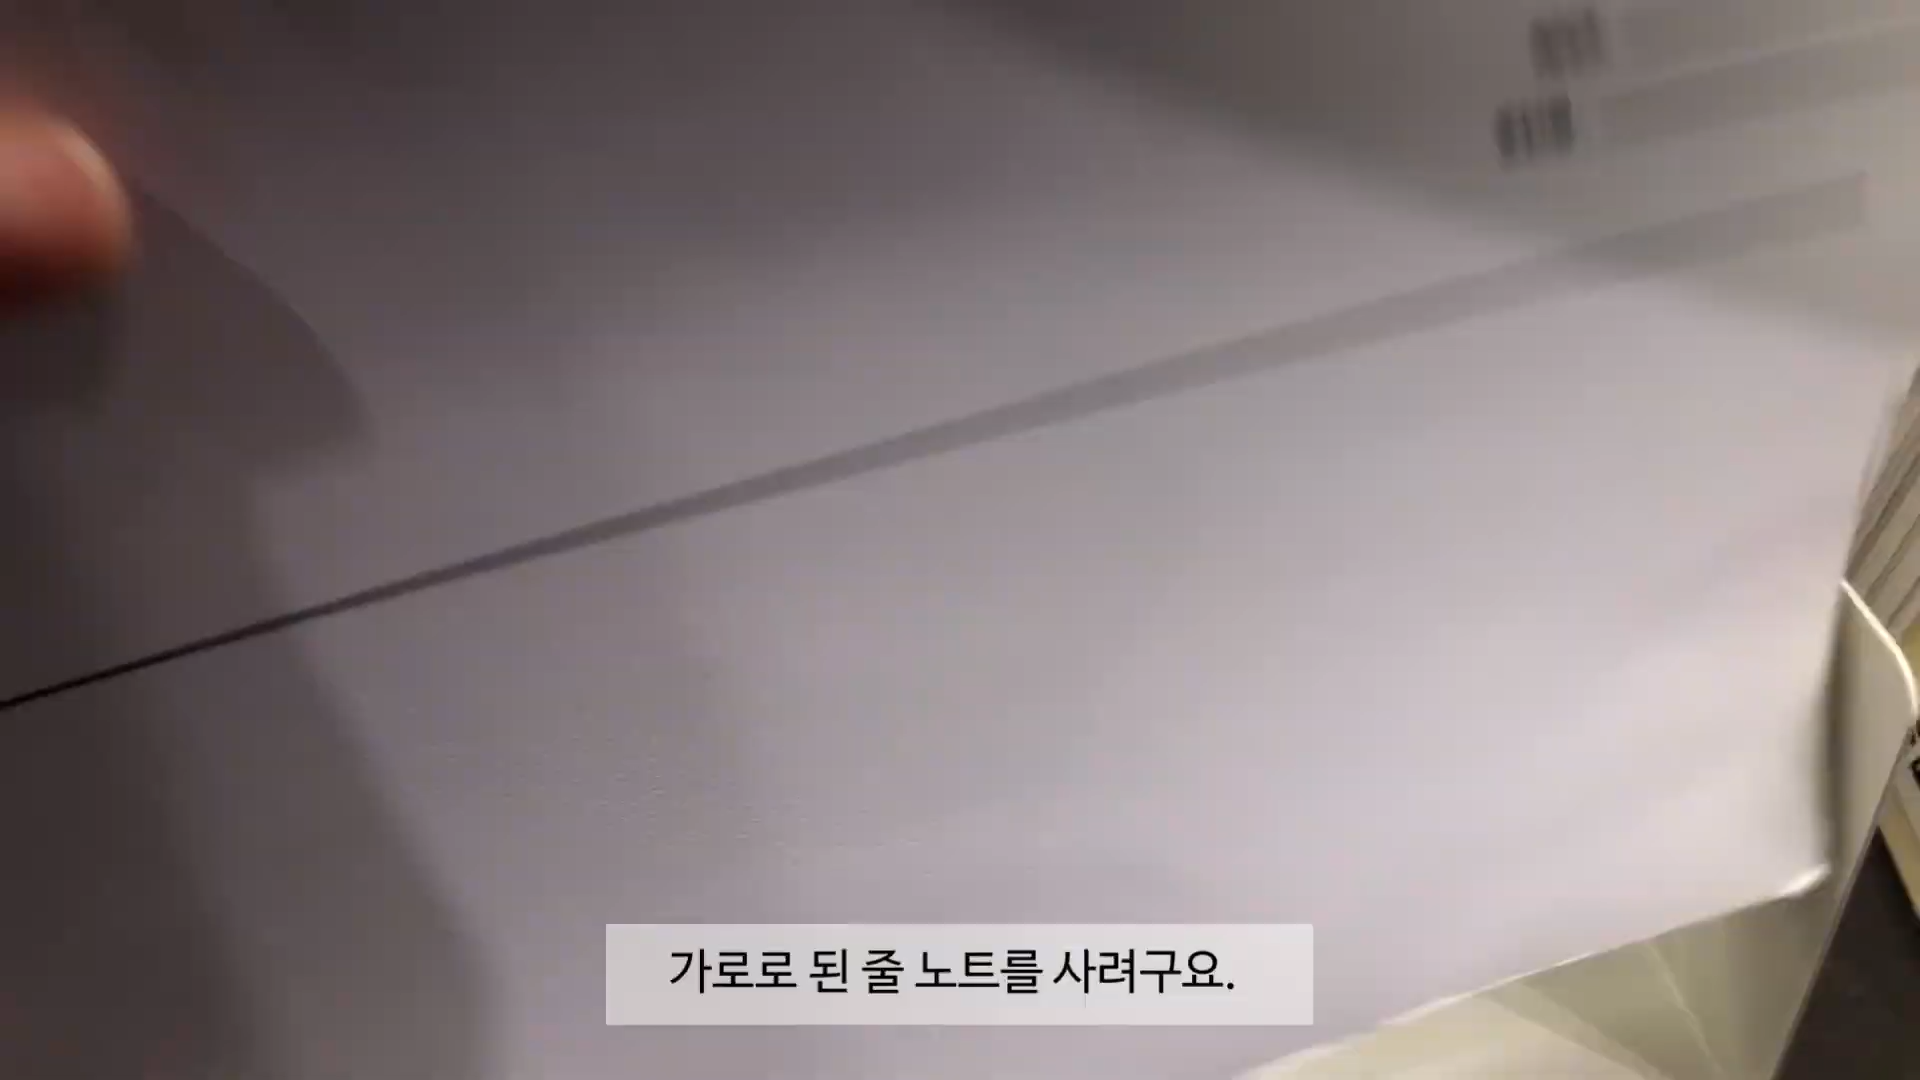 가로로 된 줄 노트를 사려구요.